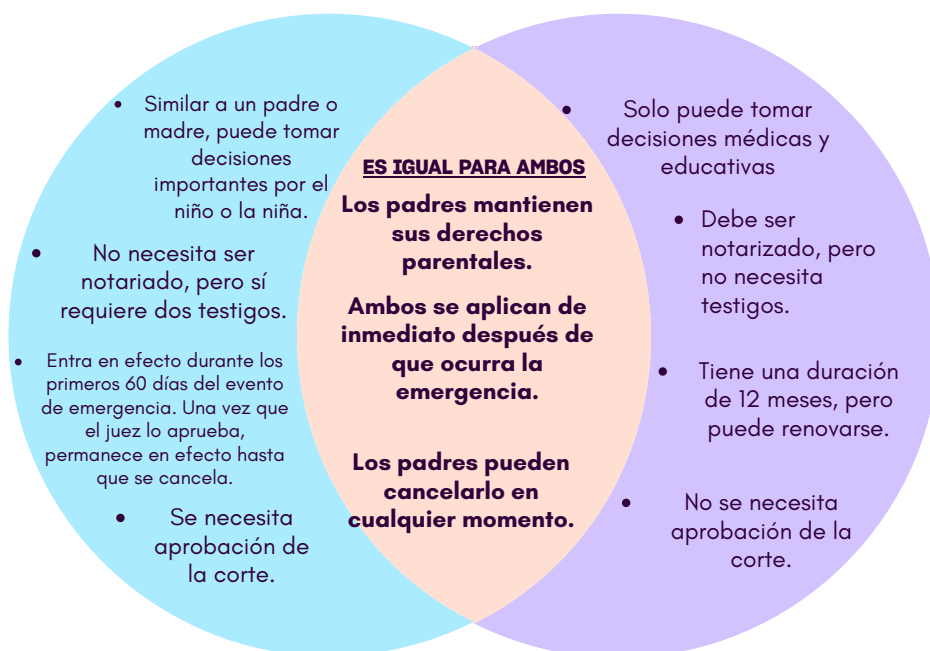 Similar a un padre o
madre, puede tomar
decisiones
importantes por el
niño o la niña.
No necesita ser
notariado, pero sí
requiere dos testigos.
Entra en efecto durante los
primeros 60 días del evento
de emergencia. Una vez que
el juez lo aprueba,
permanece en efecto hasta
que se cancela.
Se necesita
aprobación de
la corte.
ES IGUAL PARA AMBOS
Los padres mantienen
sus derechos
parentales.
Ambos se aplican de
inmediato después de
que ocurra la
emergencia.
Los padres pueden
cancelarlo en
cualquier momento.
Solo puede tomar
decisiones médicas y
educativas
Debe ser
notarizado, pero
no necesita
testigos.
Tiene una duración
de 12 meses, pero
puede renovarse.
No se necesita
aprobación de la
corte.